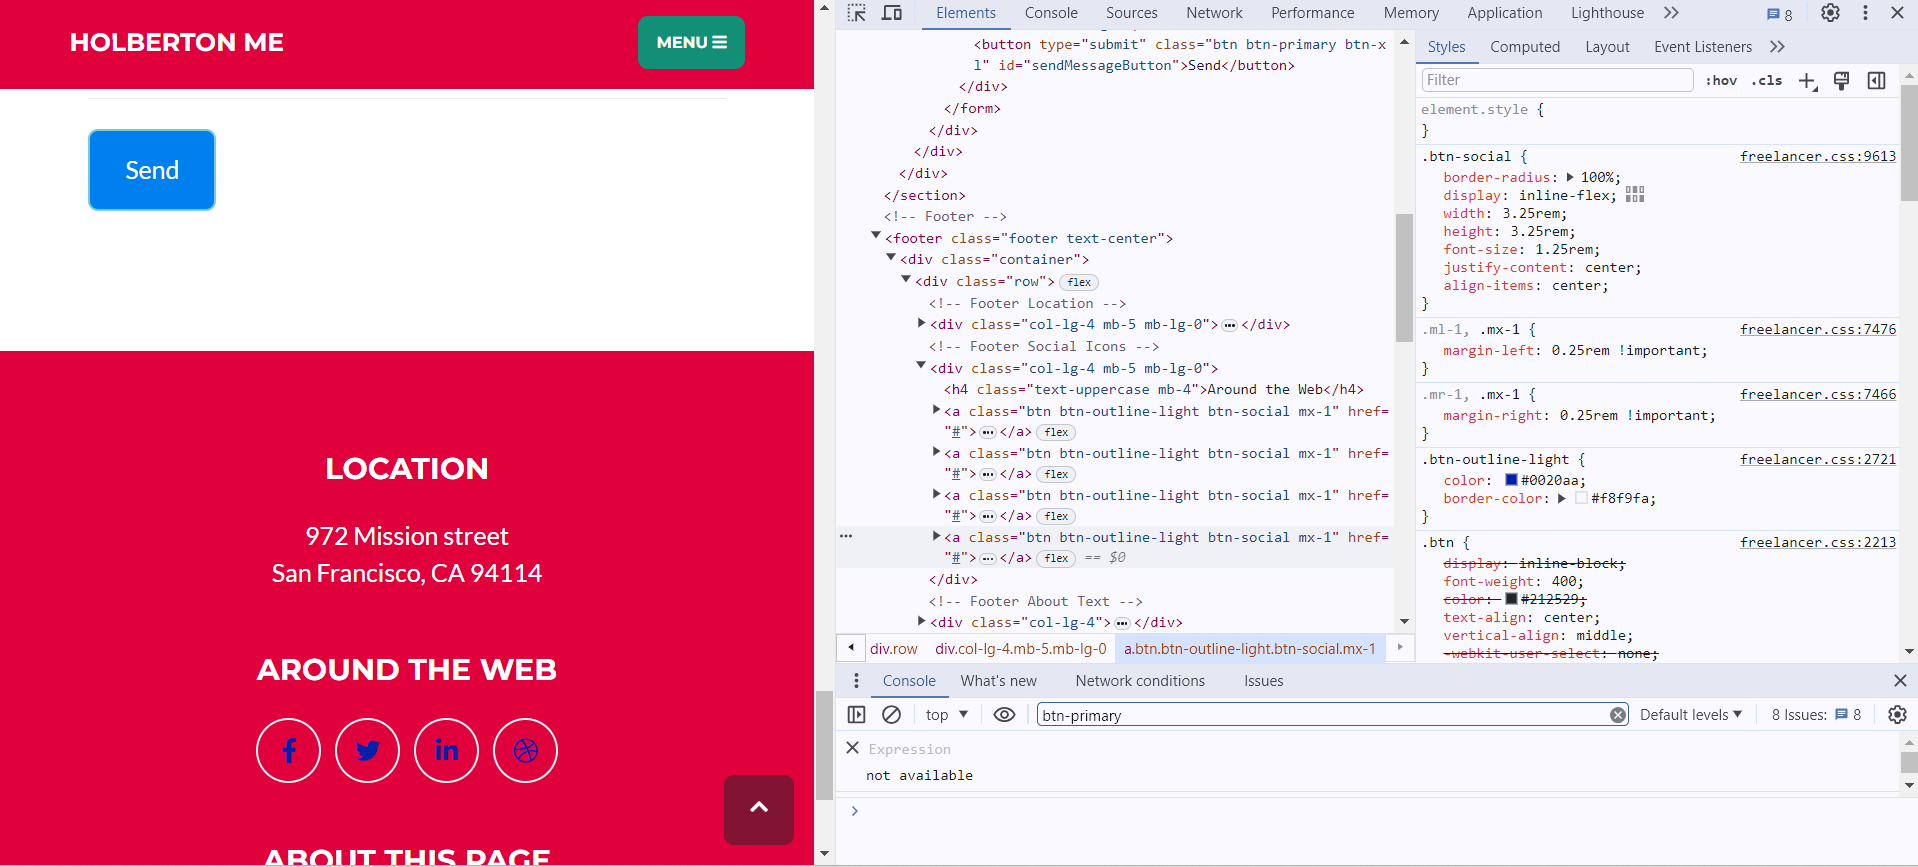 HOLBERTON ME
MENU
Send
LOCATION
972 Mission street
San Francisco, CA 94114
AROUND THE WEB
ABOUT THIS PAGE
Elements Console Sources Network Performance Memory Application Lighthouse 8
<button type="submit" class="btn btn-primary btn-x
l" id="sendMessageButton">Send</button>
</div>
</form>
</div>
</div>
</div>
</section>
<!-- Footer -->
<footer class="footer text-center">
<div class="container">
<div class="row"> flex
<!-- Footer Location -->
<div class="col-lg-4 mb-5 mb-lg-0"> … </div>
<!-- Footer Social Icons -->
<div class="col-lg-4 mb-5 mb-lg-0">
<h4 class="text-uppercase mb-4">Around the Web</h4>
<a class="btn btn-outline-light btn-social mx-1" href=
"#"> … </a> flex
<a class="btn btn-outline-light btn-social mx-1" href=
"#"> … </a> flex
<a class="btn btn-outline-light btn-social mx-1" href=
"#"> … </a> flex
<a class="btn btn-outline-light btn-social mx-1" href=
"#"> … </a> flex == $0
</div>
<!-- Footer About Text -->
<div class="col-lg-4"> … </div>
div.row div.col-lg-4.mb-5.mb-lg-0 a.btn.btn-outline-light.btn-social.mx-1
Styles Computed Layout Event Listeners
Filter :hov .cls
element.style {
}
.btn-social { freelancer.css:9613
border-radius: 100%;
display: inline-flex;
width: 3.25rem;
height: 3.25rem;
font-size: 1.25rem;
justify-content: center;
align-items: center;
}
.ml-1, .mx-1 { freelancer.css:7476
margin-left: 0.25rem !important;
}
.mr-1, .mx-1 { freelancer.css:7466
margin-right: 0.25rem !important;
}
.btn-outline-light { freelancer.css:2721
color: #0020aa;
border-color: #f8f9fa;
}
.btn { freelancer.css:2213
display: inline-block;
font-weight: 400;
color: #212529;
text-align: center;
vertical-align: middle;
-webkit-user-select: none;
Console What's new Network conditions Issues
top btn-primary Default levels 8 Issues: 8
Expression
not available